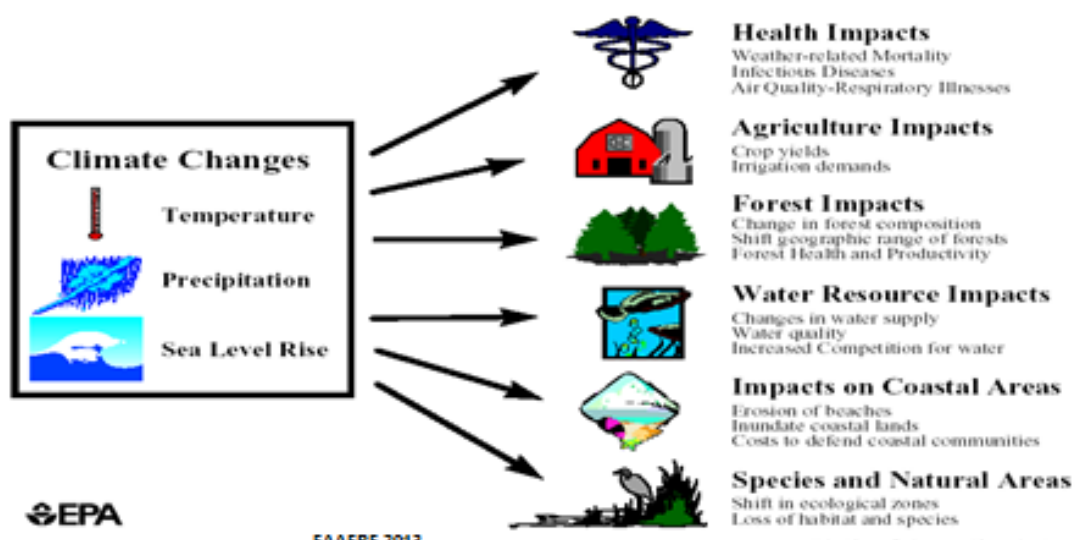 Climate Changes
Temperature
Precipitation
Sea Level Rise
Health Impacts
Weather-related Mortality
Infectious Diseases
Air Quality-Respiratory Illnesses
Agriculture Impacts
Crop yields
Irrigation demands
Forest Impacts
Change in forest composition
Shift geographic range of forests
Forest Health and Productivity
Water Resource Impacts
Changes in water supply
Water quality
Increased Competition for water
Impacts on Coastal Areas
Erosion of beaches
Inundate coastal lands
Costs to defend coastal communities
Species and Natural Areas
Shift in ecological zones
Loss of habitat and species
EPA